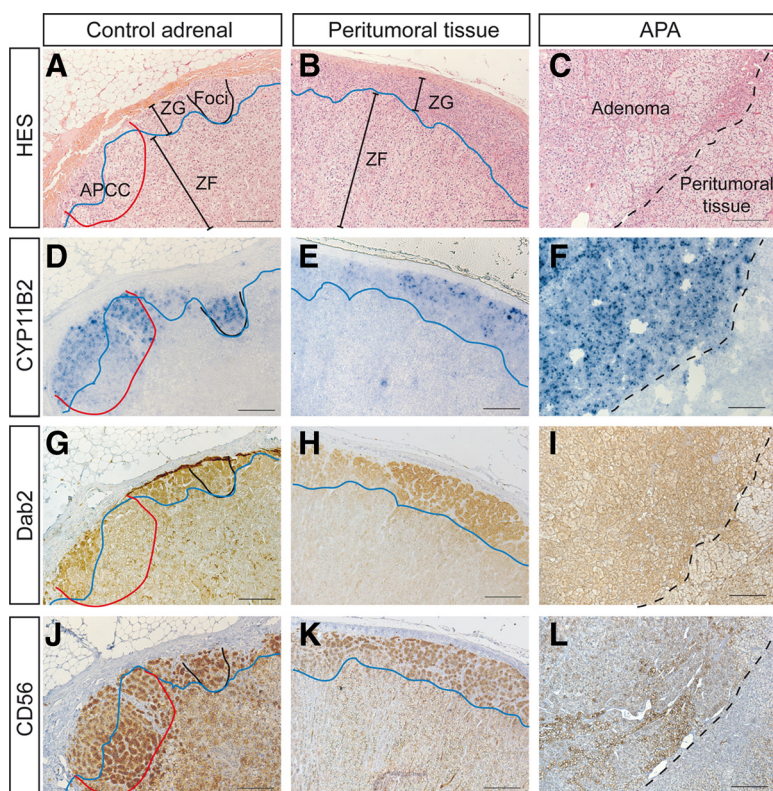 Control adrenal
Peritumoral tissue
APA
HES
A
Foci
ZG
APCC
ZF
B
ZG
ZF
C
Adenoma
Peritumoral
tissue
CYP11B2
D
E
F
Dab2
G
H
I
CD56
J
K
L